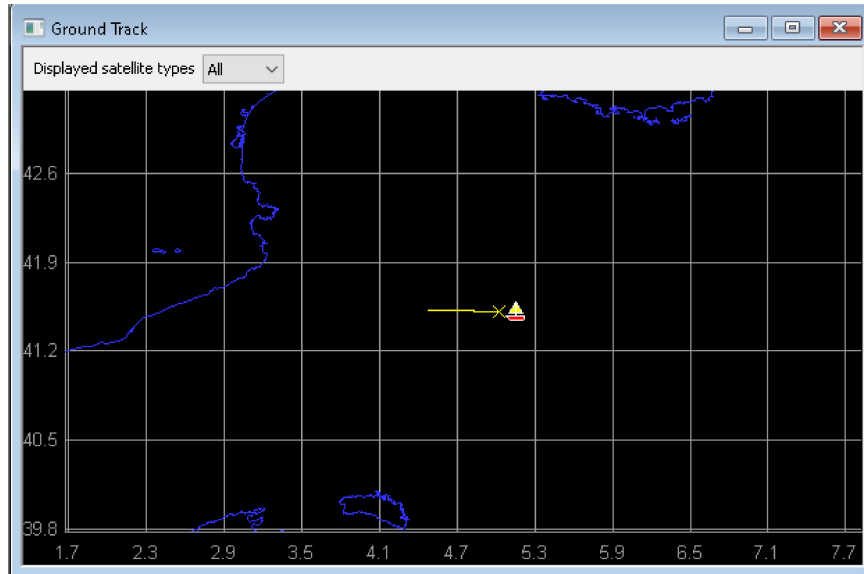 Ground Track
Displayed satellite types All
42.6
41.9
41.2
40.5
39.8
1.7 2.3 2.9 3.5 4.1 4.7 5.3 5.9 6.5 7.1 7.7